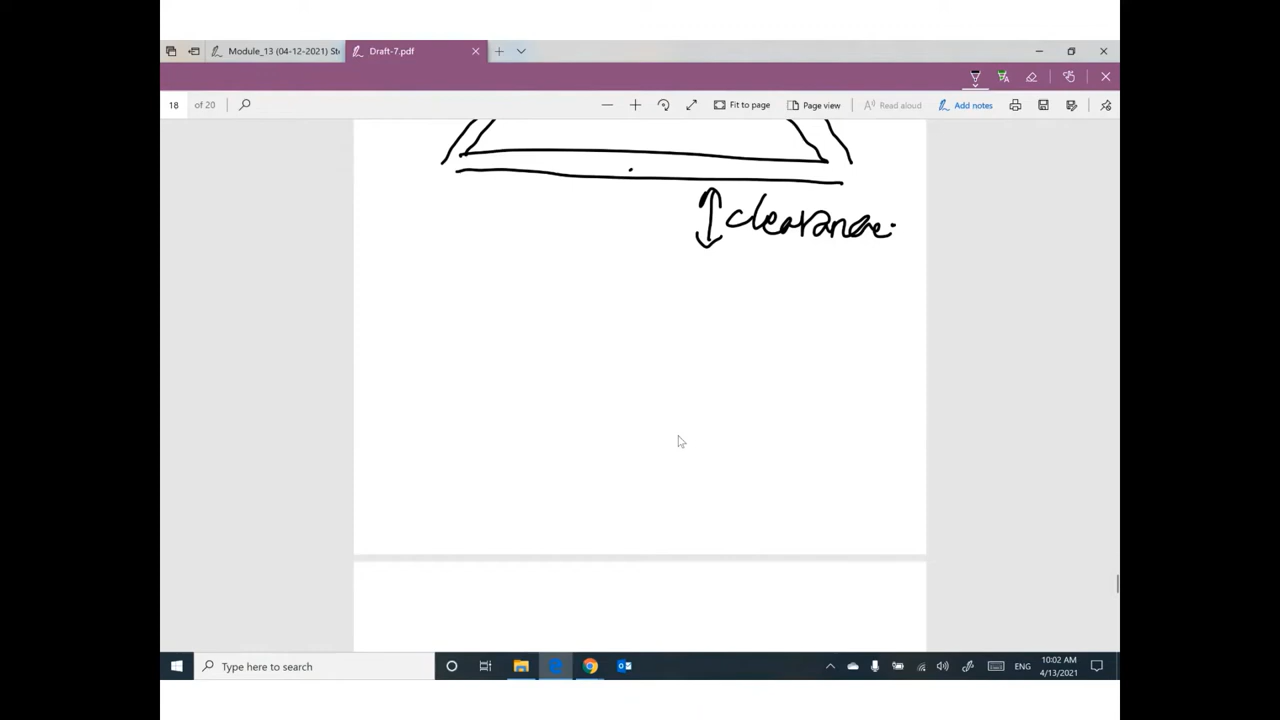 Module_13 (04-12-2021) St
Draft-7.pdf
18 of 20
Fit to page
Page view
Read aloud
Add notes
clearance.
Type here to search
ENG
10:02 AM
4/13/2021